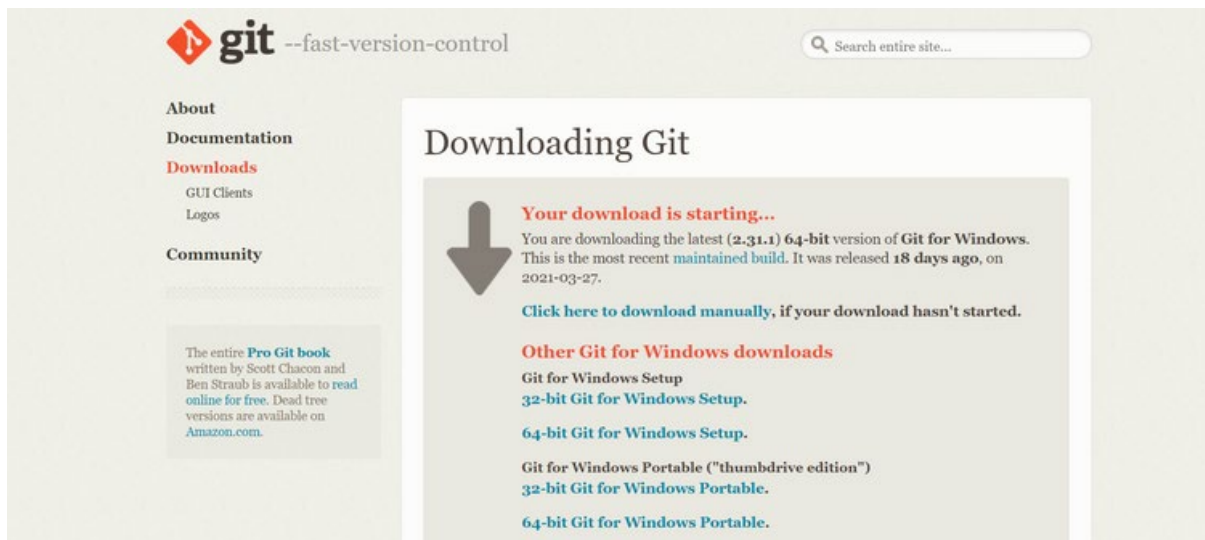 git --fast-version-control
Search entire site...
About
Documentation
Downloads
GUI Clients
Logos
Community
The entire Pro Git book
written by Scott Chacon and
Ben Straub is available to read
online for free. Dead tree
versions are available on
Amazon.com.
Downloading Git
Your download is starting...
You are downloading the latest (2.31.1) 64-bit version of Git for Windows.
This is the most recent maintained build. It was released 18 days ago, on
2021-03-27.
Click here to download manually, if your download hasn't started.
Other Git for Windows downloads
Git for Windows Setup
32-bit Git for Windows Setup.
64-bit Git for Windows Setup.
Git for Windows Portable ("thumbdrive edition")
32-bit Git for Windows Portable.
64-bit Git for Windows Portable.